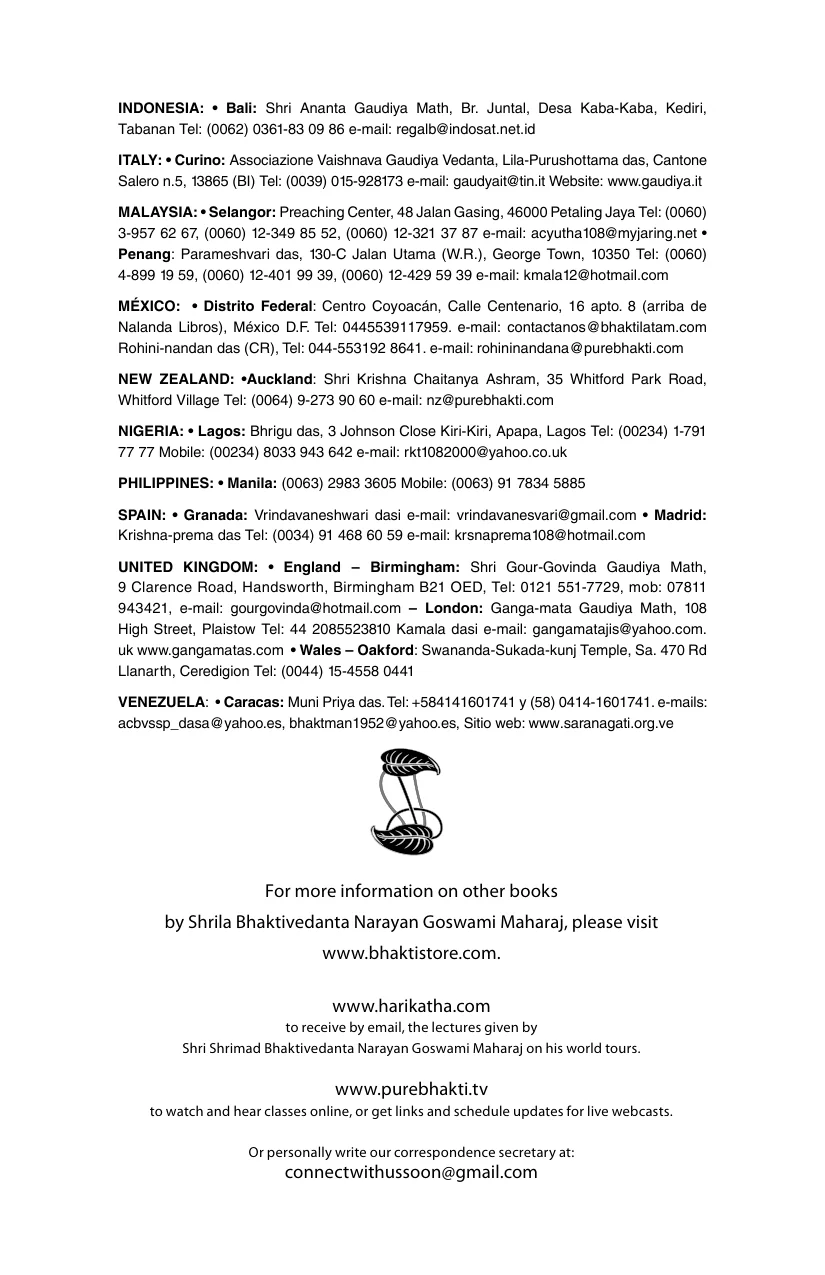 INDONESIA: • Bali: Shri Ananta Gaudiya Math, Br. Juntal, Desa Kaba-Kaba, Kediri,
Tabanan Tel: (0062) 0361-83 09 86 e-mail: regalb@indosat.net.id
ITALY: • Curino: Associazione Vaishnava Gaudiya Vedanta, Lila-Purushottama das, Cantone
Salero n.5, 13865 (BI) Tel: (0039) 015-928173 e-mail: gaudyait@tin.it Website: www.gaudiya.it
MALAYSIA: • Selangor: Preaching Center, 48 Jalan Gasing, 46000 Petaling Jaya Tel: (0060)
3-957 62 67, (0060) 12-349 85 52, (0060) 12-321 37 87 e-mail: acyutha108@myjaring.net •
Penang: Parameshvari das, 130-C Jalan Utama (W.R.), George Town, 10350 Tel: (0060)
4-899 19 59, (0060) 12-401 99 39, (0060) 12-429 59 39 e-mail: kmala12@hotmail.com
MÉXICO: • Distrito Federal: Centro Coyoacán, Calle Centenario, 16 apto. 8 (arriba de
Nalanda Libros), México D.F. Tel: 0445539117959. e-mail: contactanos@bhaktilatam.com
Rohini-nandan das (CR), Tel: 044-553192 8641. e-mail: rohininandana@purebhakti.com
NEW ZEALAND: •Auckland: Shri Krishna Chaitanya Ashram, 35 Whitford Park Road,
Whitford Village Tel: (0064) 9-273 90 60 e-mail: nz@purebhakti.com
NIGERIA: • Lagos: Bhrigu das, 3 Johnson Close Kiri-Kiri, Apapa, Lagos Tel: (00234) 1-791
77 77 Mobile: (00234) 8033 943 642 e-mail: rkt1082000@yahoo.co.uk
PHILIPPINES: • Manila: (0063) 2983 3605 Mobile: (0063) 91 7834 5885
SPAIN: • Granada: Vrindavaneshwari dasi e-mail: vrindavanesvari@gmail.com • Madrid:
Krishna-prema das Tel: (0034) 91 468 60 59 e-mail: krsnaprema108@hotmail.com
UNITED KINGDOM: • England – Birmingham: Shri Gour-Govinda Gaudiya Math,
9 Clarence Road, Handsworth, Birmingham B21 OED, Tel: 0121 551-7729, mob: 07811
943421, e-mail: gourgovinda@hotmail.com – London: Ganga-mata Gaudiya Math, 108
High Street, Plaistow Tel: 44 2085523810 Kamala dasi e-mail: gangamatajis@yahoo.com.
uk www.gangamatas.com • Wales – Oakford: Swananda-Sukada-kunj Temple, Sa. 470 Rd
Llanarth, Ceredigion Tel: (0044) 15-4558 0441
VENEZUELA: • Caracas: Muni Priya das. Tel: +584141601741 y (58) 0414-1601741. e-mails:
acbvssp_dasa@yahoo.es, bhaktman1952@yahoo.es, Sitio web: www.saranagati.org.ve
For more information on other books
by Shrila Bhaktivedanta Narayan Goswami Maharaj, please visit
www.bhaktistore.com.
www.harikatha.com
to receive by email, the lectures given by
Shri Shrimad Bhaktivedanta Narayan Goswami Maharaj on his world tours.
www.purebhakti.tv
to watch and hear classes online, or get links and schedule updates for live webcasts.
Or personally write our correspondence secretary at:
connectwithussoon@gmail.com